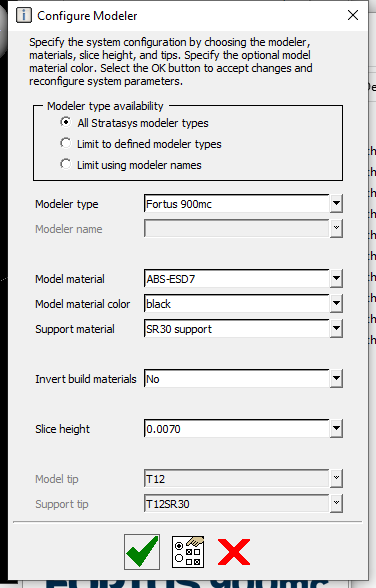 Configure Modeler
Specify the system configuration by choosing the modeler,
materials, slice height, and tips. Specify the optional model
material color. Select the OK button to accept changes and
reconfigure system parameters.
Modeler type availability
All Stratasys modeler types
Limit to defined modeler types
Limit using modeler names
Modeler type Fortus 900mc
Modeler name
Model material ABS-ESD7
Model material color black
Support material SR30 support
Invert build materials No
Slice height 0.0070
Model tip T12
Support tip T12SR30